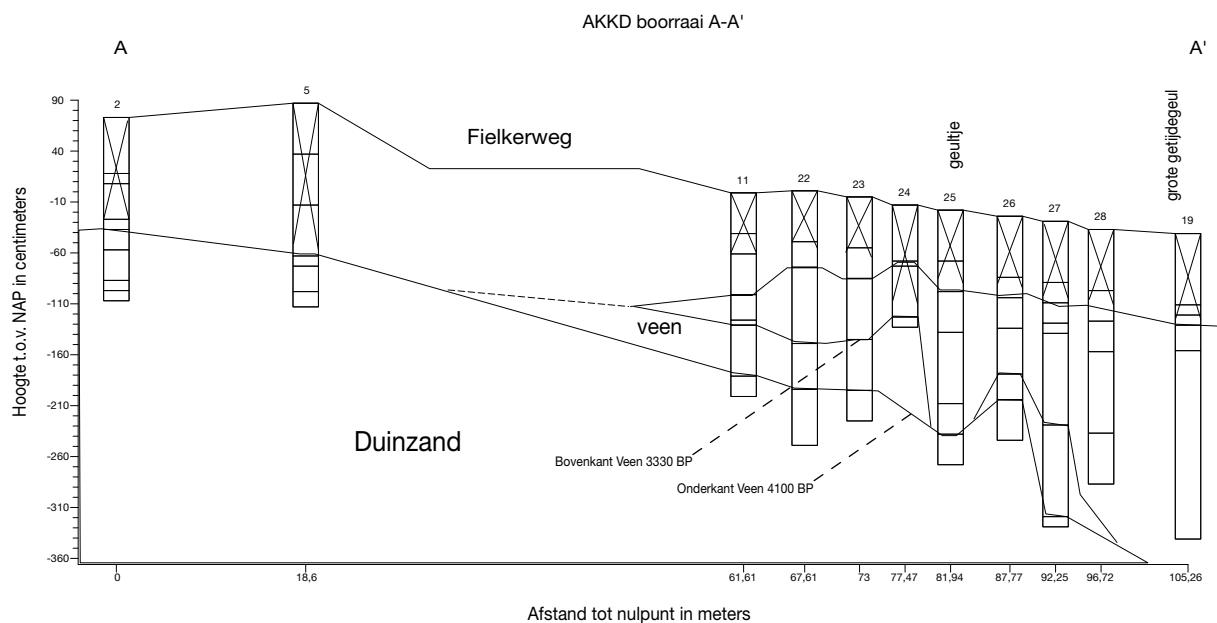 AKKD boorraai A-A'
A
A'
90
40
-10
-60
-110
-160
-210
-260
-310
-360
Hoogte t.o.v. NAP in centimeters
2
5
Fielkerweg
11
22
23
24
geultje
25
26
27
28
grote getijdegeul
19
veen
Duinzand
Bovenkant Veen 3330 BP
Onderkant Veen 4100 BP
0
18,6
61,61
67,61
73
77,47
81,94
87,77
92,25
96,72
105,26
Afstand tot nulpunt in meters